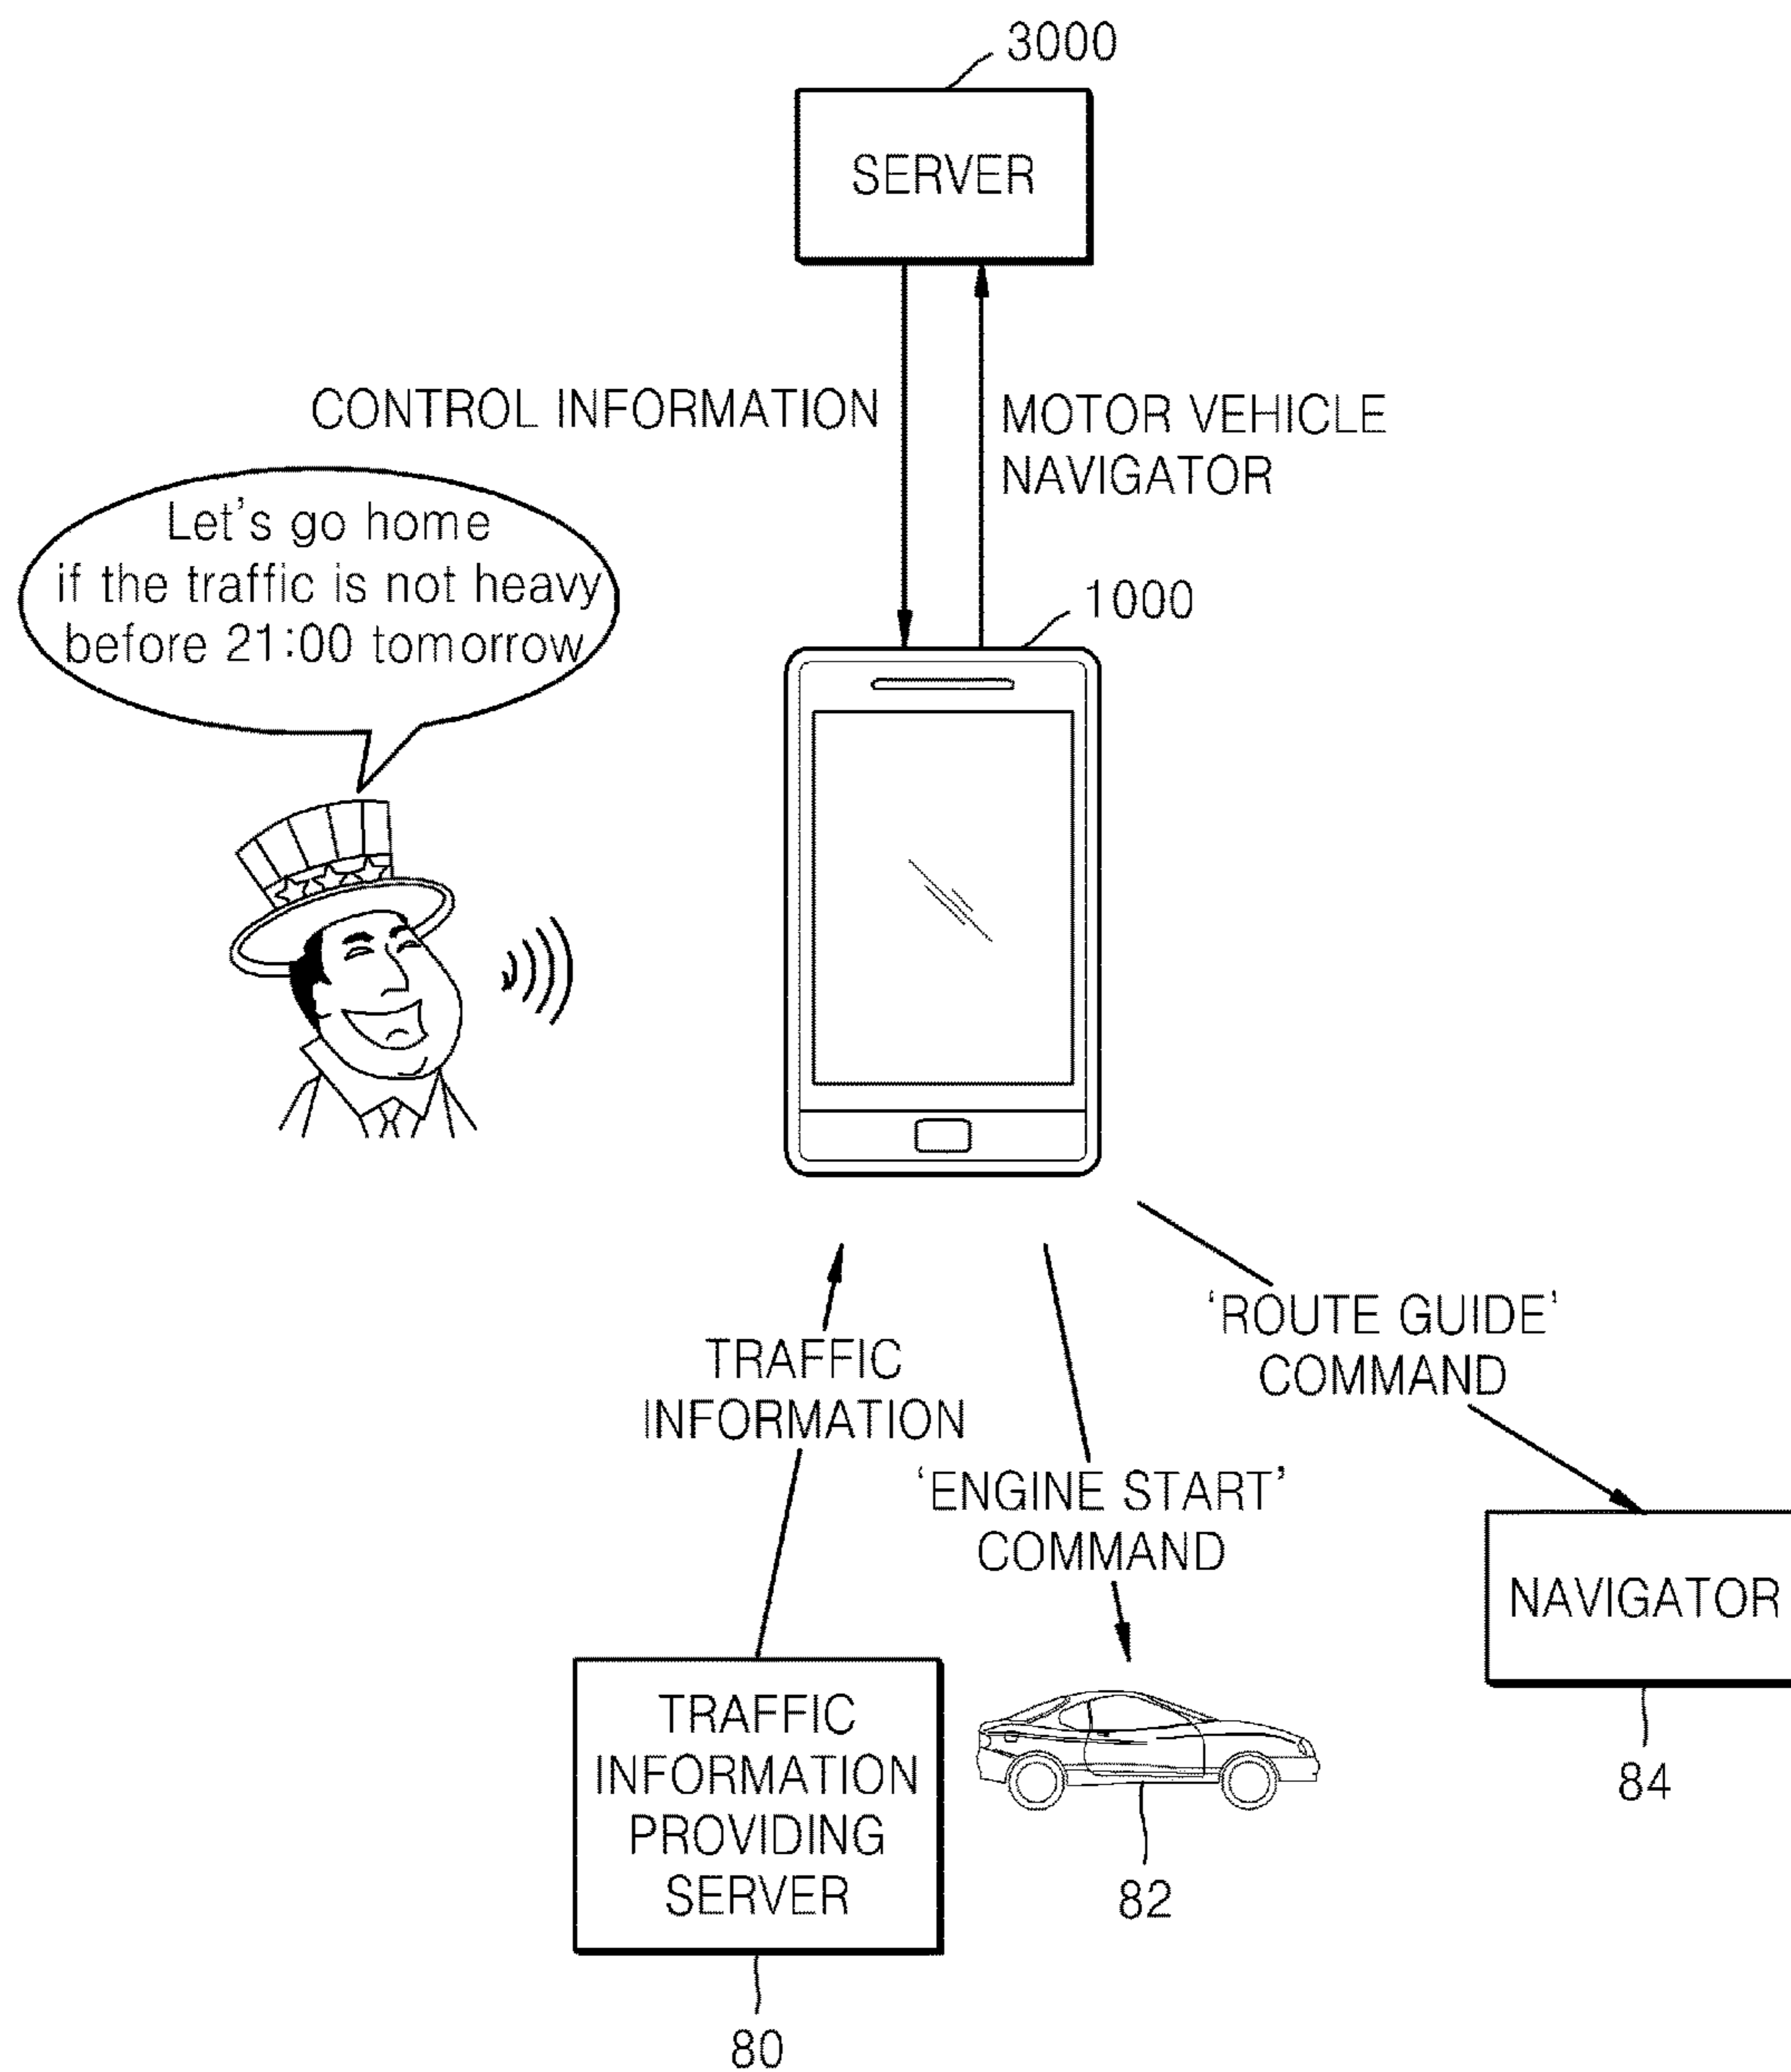 3000
SERVER
CONTROL INFORMATION
MOTOR VEHICLE
NAVIGATOR
Let's go home
if the traffic is not heavy
before 21:00 tomorrow
1000
'ROUTE GUIDE'
COMMAND
TRAFFIC
INFORMATION
'ENGINE START'
COMMAND
NAVIGATOR
84
TRAFFIC
INFORMATION
PROVIDING
SERVER
82
80